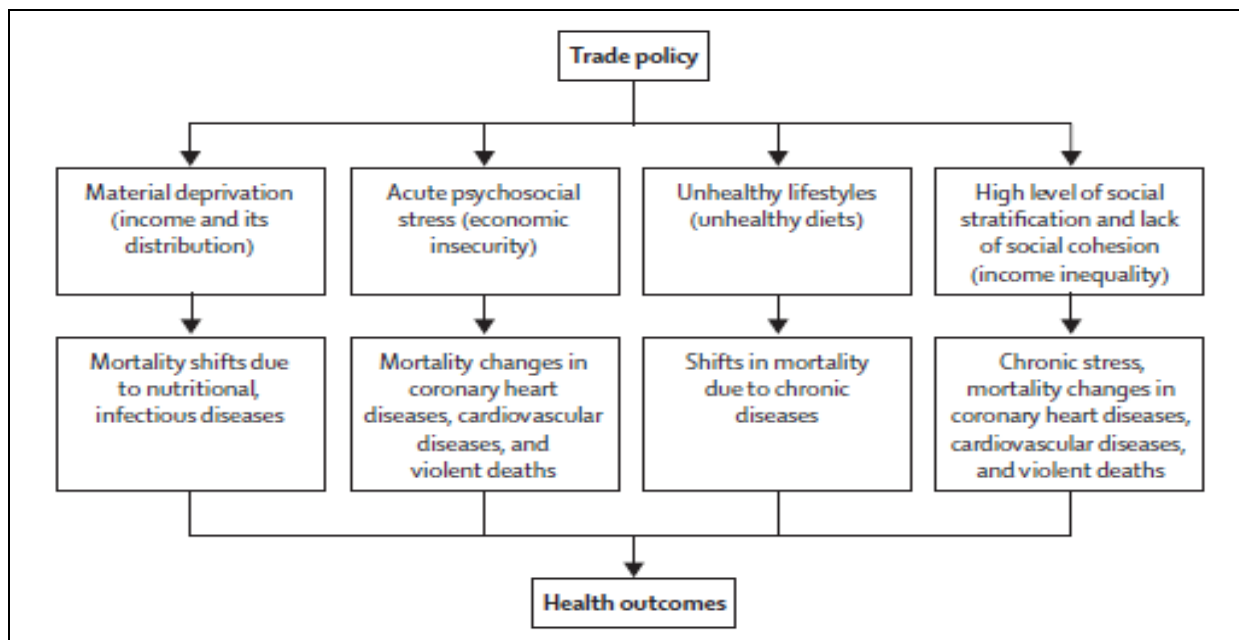 Trade policy
Material deprivation
(income and its
distribution)
Acute psychosocial
stress (economic
insecurity)
Unhealthy lifestyles
(unhealthy diets)
High level of social
stratification and lack
of social cohesion
(income inequality)
Mortality shifts due
to nutritional,
infectious diseases
Mortality changes in
coronary heart
diseases, cardiovascular
diseases, and
violent deaths
Shifts in mortality
due to chronic
diseases
Chronic stress,
mortality changes in
coronary heart diseases,
cardiovascular diseases,
and violent deaths
Health outcomes